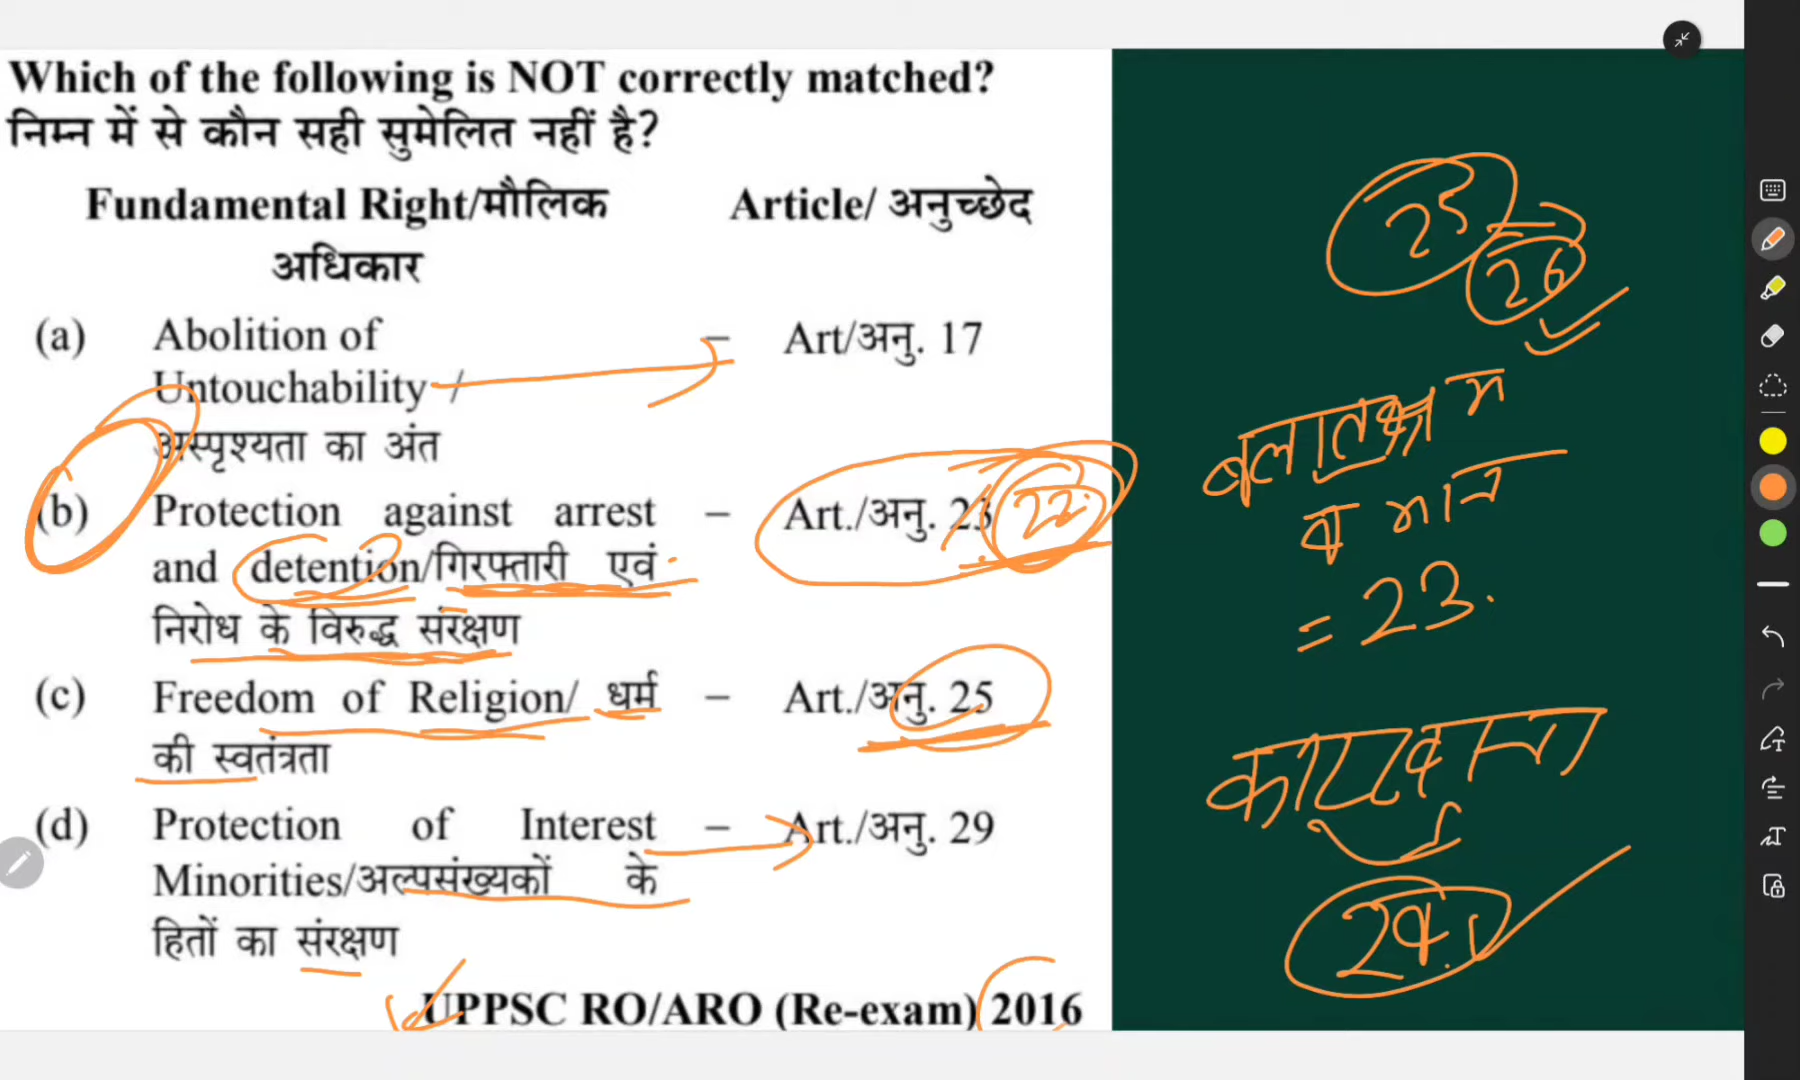 Which of the following is NOT correctly matched?
निम्न में से कौन सही सुमेलित नहीं है?
Fundamental Right/मौलिक Article/ अनुच्छेद
अधिकार
(a) Abolition of – Art/अनु. 17
Untouchability /
अस्पृश्यता का अंत
(b) Protection against arrest – Art./अनु. 23 22
and detention/गिरफ्तारी एवं
निरोध के विरुद्ध संरक्षण
(c) Freedom of Religion/ धर्म – Art./अनु. 25
की स्वतंत्रता
(d) Protection of Interest – Art./अनु. 29
Minorities/अल्पसंख्यकों के
हितों का संरक्षण
UPPSC RO/ARO (Re-exam) 2016
25
26
= 23.
24